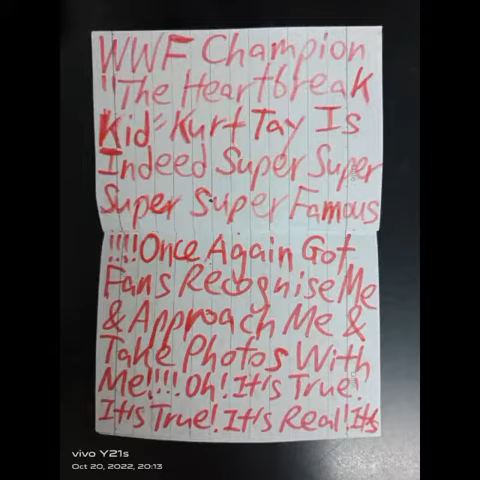 WWF Champion
"The Heartbreak
Kid" Kurt Tay Is
Indeed Super Super
Super Super Famous
!!!!Once Again Got
Fans Recognise Me
& Approach Me &
Take Photos With
Me!!!! Oh! It's True!
It's True! It's Real! It's
vivo Y21s
Oct 20, 2022, 20:13